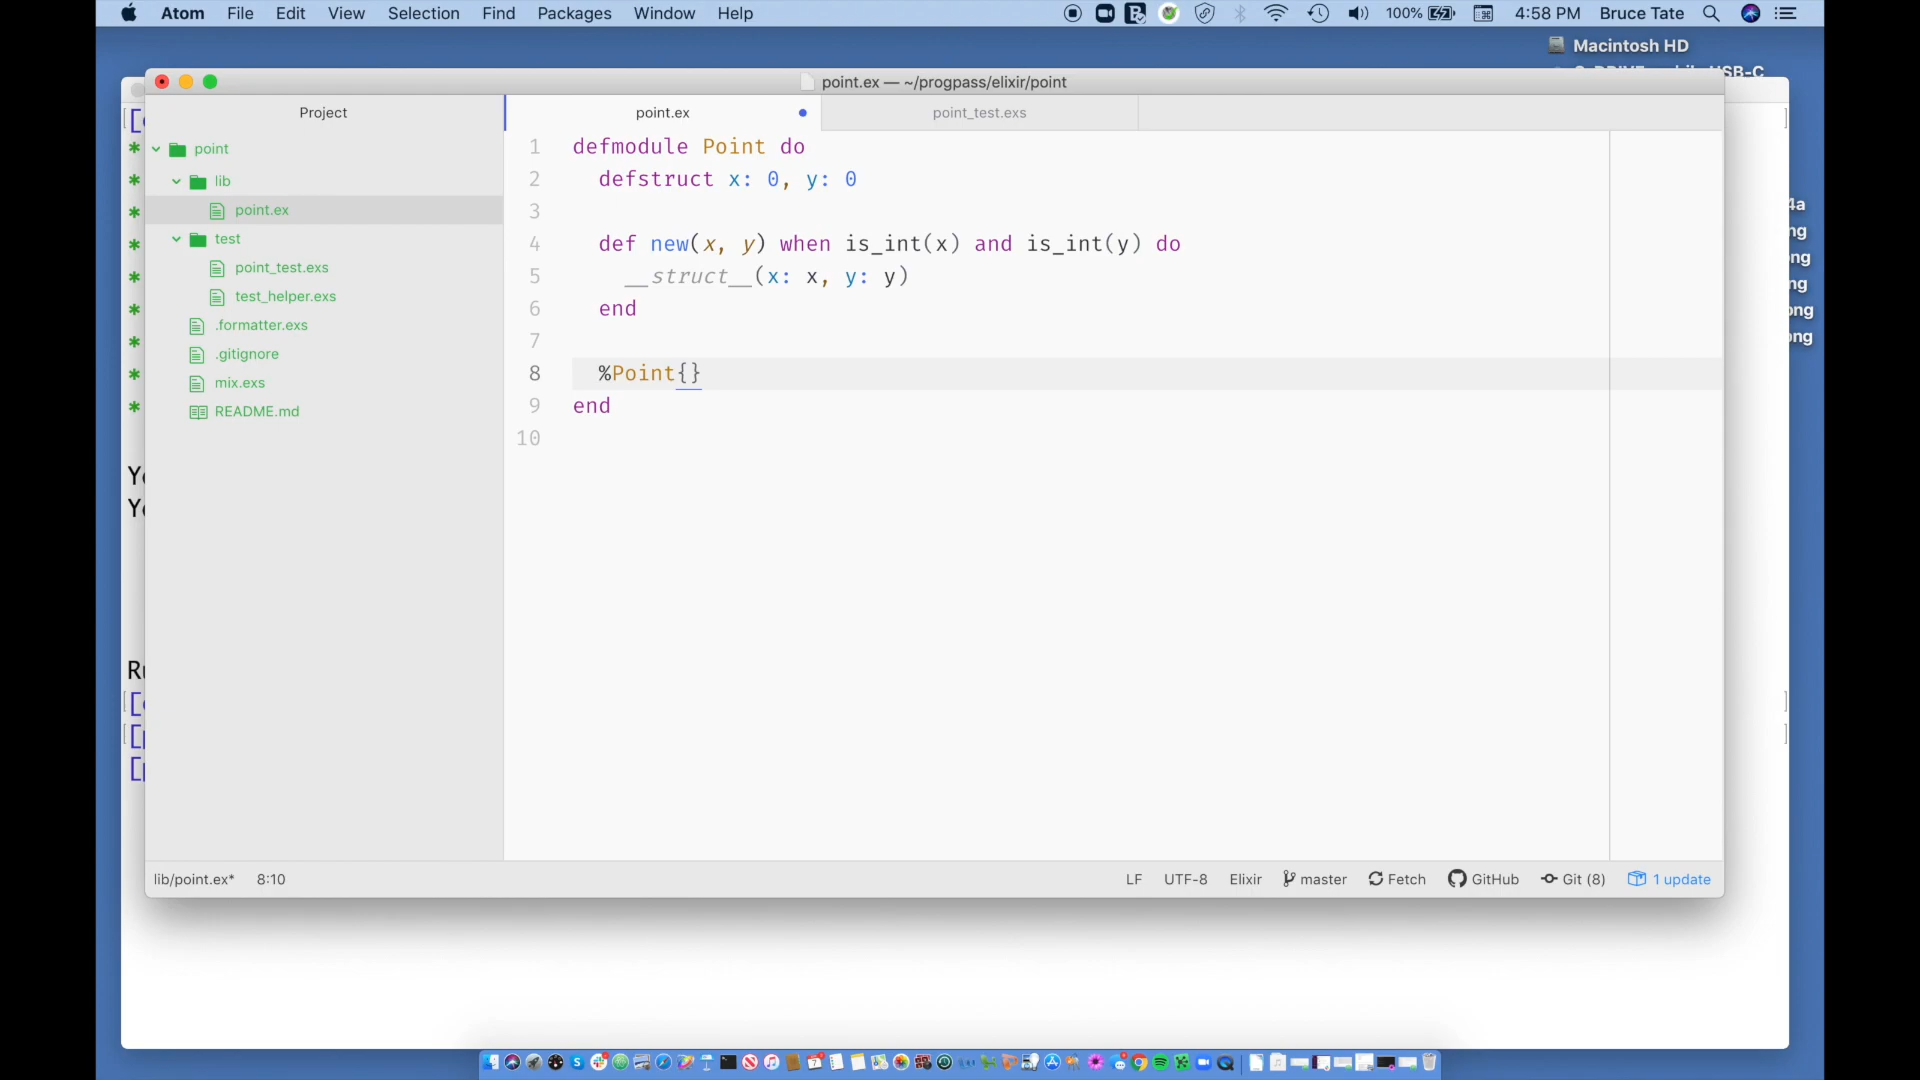 Atom File Edit View Selection Find Packages Window Help 100% 4:58 PM Bruce Tate
Macintosh HD
point.ex — ~/progpass/elixir/point
Project
point.ex
point_test.exs
point
lib
point.ex
test
point_test.exs
test_helper.exs
.formatter.exs
.gitignore
mix.exs
README.md
1 defmodule Point do
2 defstruct x: 0, y: 0
3
4 def new(x, y) when is_int(x) and is_int(y) do
5 __struct__(x: x, y: y)
6 end
7
8 %Point{}
9 end
10
lib/point.ex* 8:10 LF UTF-8 Elixir master Fetch GitHub Git (8) 1 update